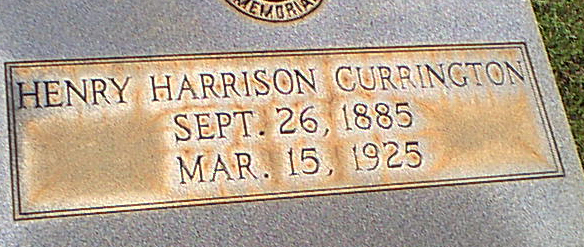 MEMORIAL
HENRY HARRISON CURRINGTON
SEPT. 26, 1885
MAR. 15, 1925